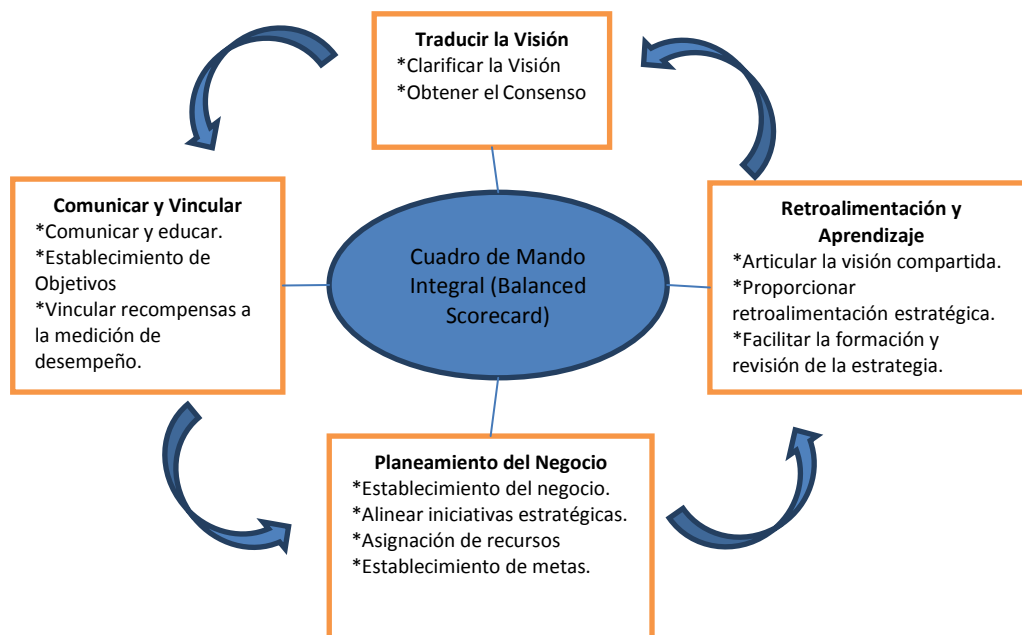 Traducir la Visión
*Clarificar la Visión
*Obtener el Consenso
Comunicar y Vincular
*Comunicar y educar.
*Establecimiento de
Objetivos
*Vincular recompensas a
la medición de
desempeño.
Cuadro de Mando
Integral (Balanced
Scorecard)
Retroalimentación y
Aprendizaje
*Articular la visión compartida.
*Proporcionar
retroalimentación estratégica.
*Facilitar la formación y
revisión de la estrategia.
Planeamiento del Negocio
*Establecimiento del negocio.
*Alinear iniciativas estratégicas.
*Asignación de recursos
*Establecimiento de metas.